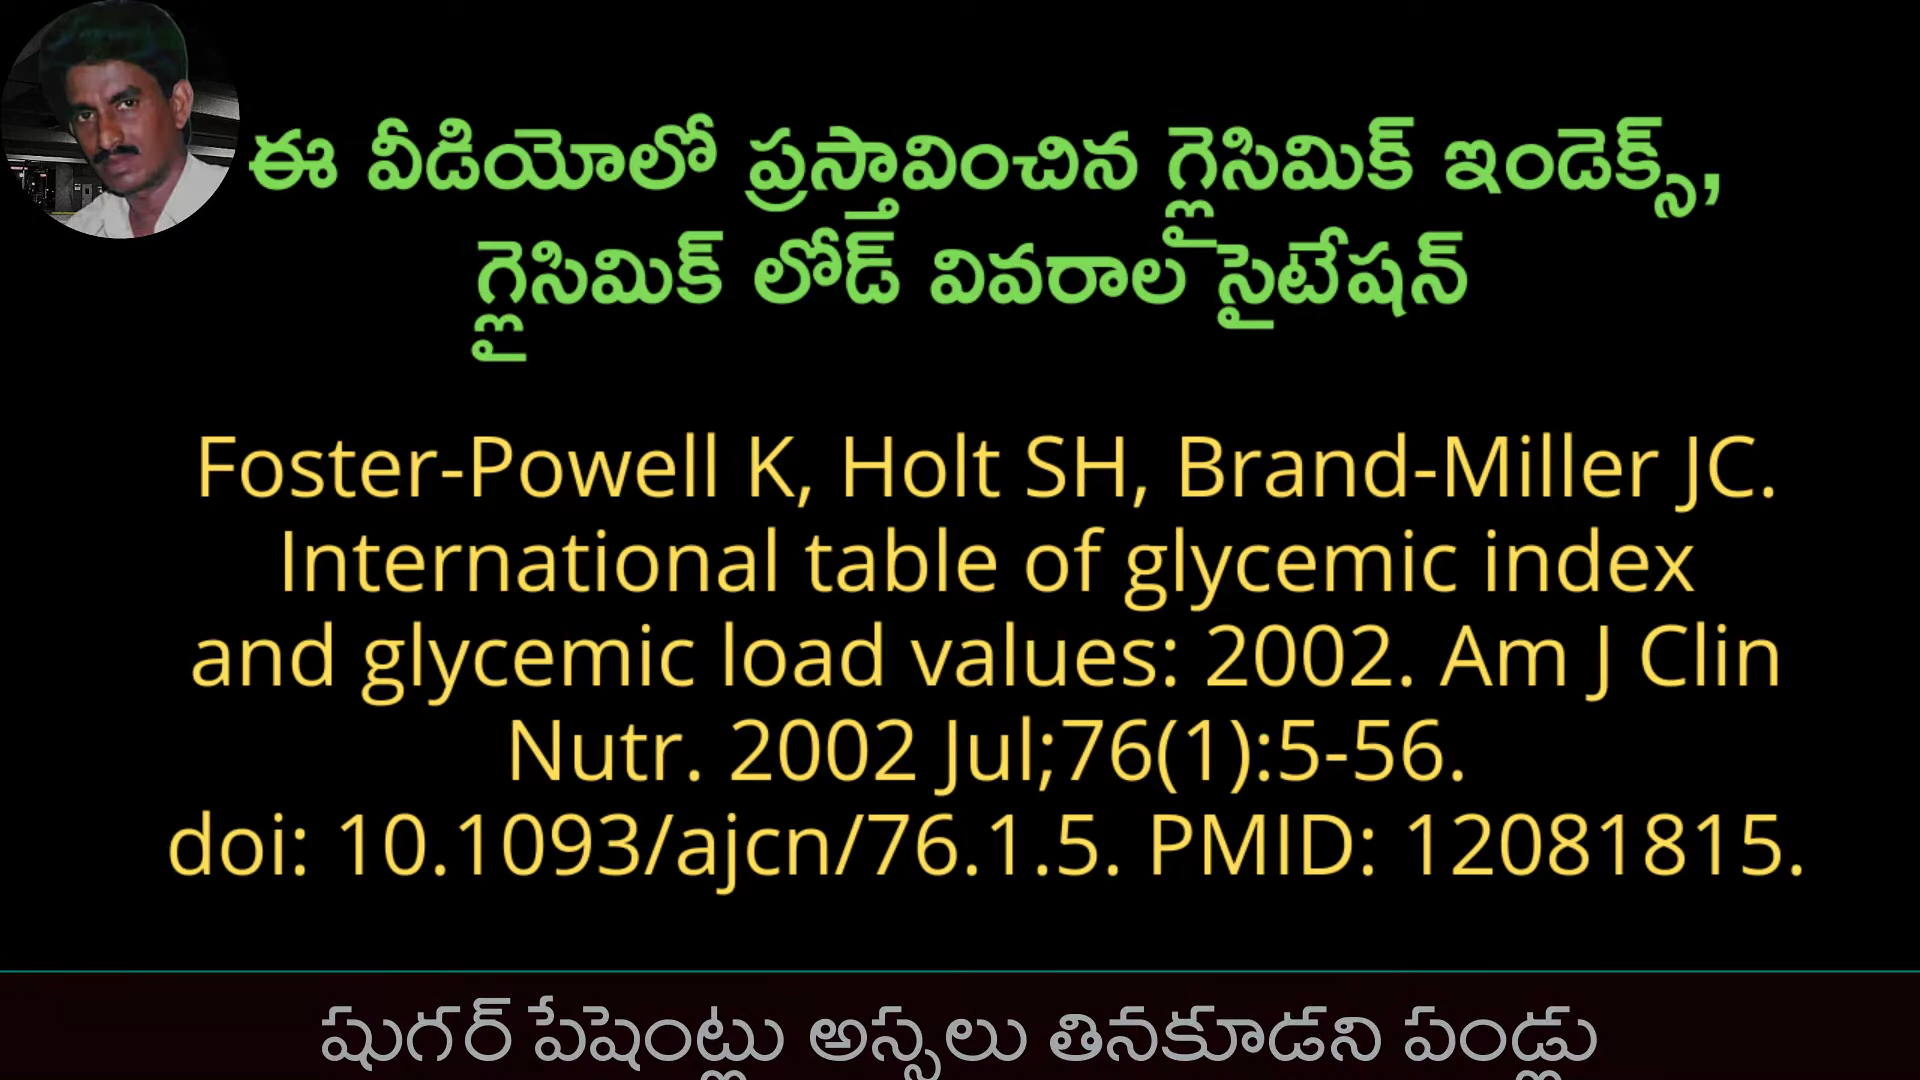 ఈ వీడియోలో ప్రస్తావించిన గ్లైసిమిక్ ఇండెక్స్,
గ్లైసిమిక్ లోడ్ వివరాల సైటేషన్
Foster-Powell K, Holt SH, Brand-Miller JC.
International table of glycemic index
and glycemic load values: 2002. Am J Clin
Nutr. 2002 Jul;76(1):5-56.
doi: 10.1093/ajcn/76.1.5. PMID: 12081815.
షుగర్ పేషెంట్లు అస్సలు తినకూడని పండ్లు